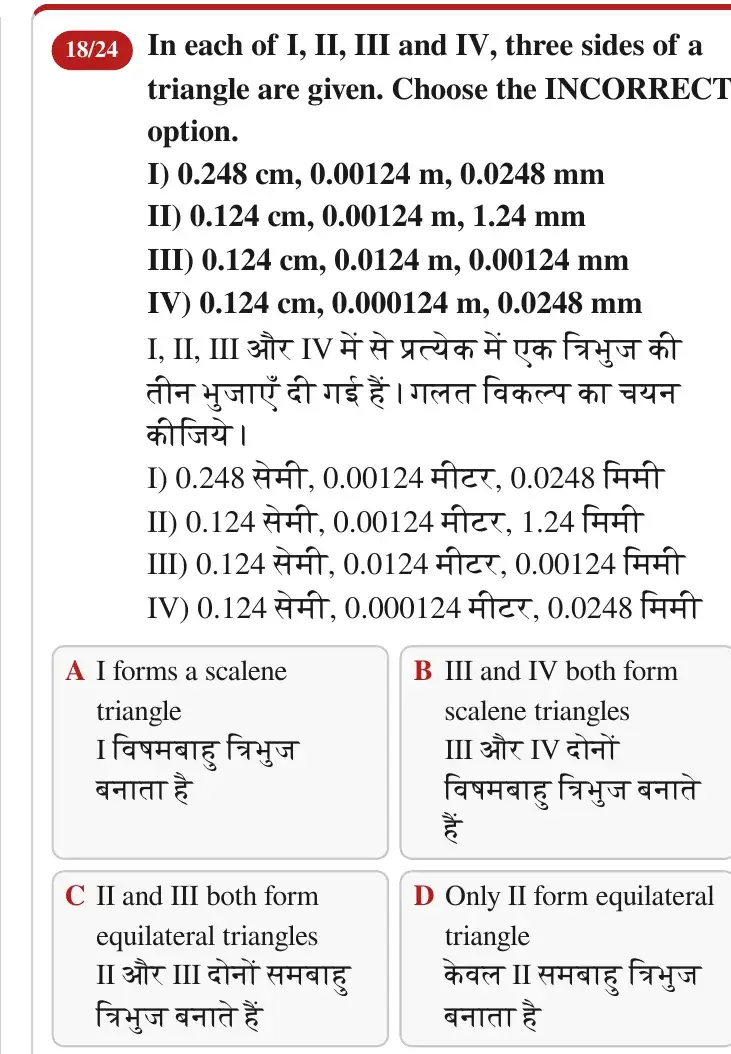 18/24 In each of I, II, III and IV, three sides of a
triangle are given. Choose the INCORRECT
option.
I) 0.248 cm, 0.00124 m, 0.0248 mm
II) 0.124 cm, 0.00124 m, 1.24 mm
III) 0.124 cm, 0.0124 m, 0.00124 mm
IV) 0.124 cm, 0.000124 m, 0.0248 mm
I, II, III और IV में से प्रत्येक में एक त्रिभुज की
तीन भुजाएँ दी गई हैं। गलत विकल्प का चयन
कीजिये।
I) 0.248 सेमी, 0.00124 मीटर, 0.0248 मिमी
II) 0.124 सेमी, 0.00124 मीटर, 1.24 मिमी
III) 0.124 सेमी, 0.0124 मीटर, 0.00124 मिमी
IV) 0.124 सेमी, 0.000124 मीटर, 0.0248 मिमी
A I forms a scalene
triangle
I विषमबाहु त्रिभुज
बनाता है
B III and IV both form
scalene triangles
III और IV दोनों
विषमबाहु त्रिभुज बनाते
हैं
C II and III both form
equilateral triangles
II और III दोनों समबाहु
त्रिभुज बनाते हैं
D Only II form equilateral
triangle
केवल II समबाहु त्रिभुज
बनाता है